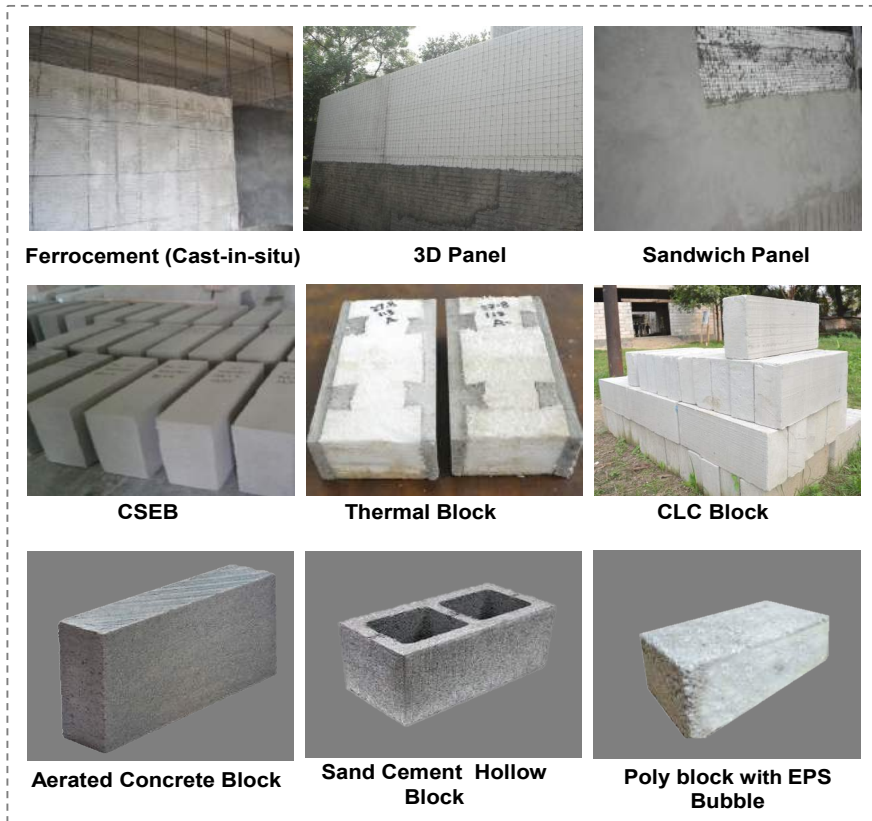 Ferrocement (Cast-in-situ)
3D Panel
Sandwich Panel
CSEB
Thermal Block
CLC Block
Aerated Concrete Block
Sand Cement Hollow
Block
Poly block with EPS
Bubble